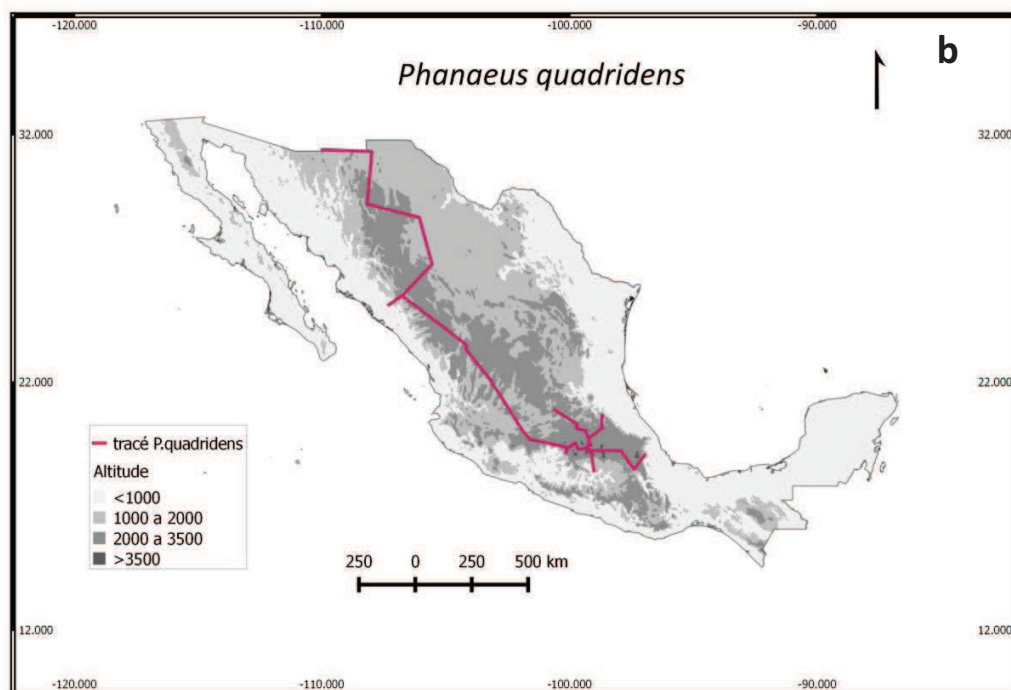 -120.000 -110.000 -100.000 -90.000
b
Phanaeus quadridens
32.000 32.000
22.000 22.000
tracé P.quadridens
Altitude
<1000
1000 a 2000
2000 a 3500
>3500
250 0 250 500 km
12.000 12.000
-120.000 -110.000 -100.000 -90.000